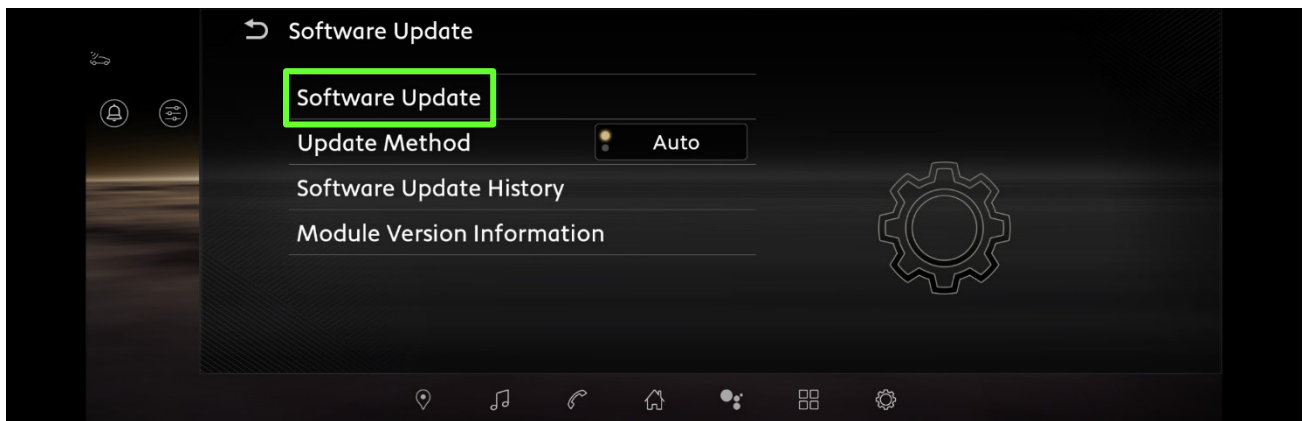 Software Update
Software Update
Update Method
Auto
Software Update History
Module Version Information